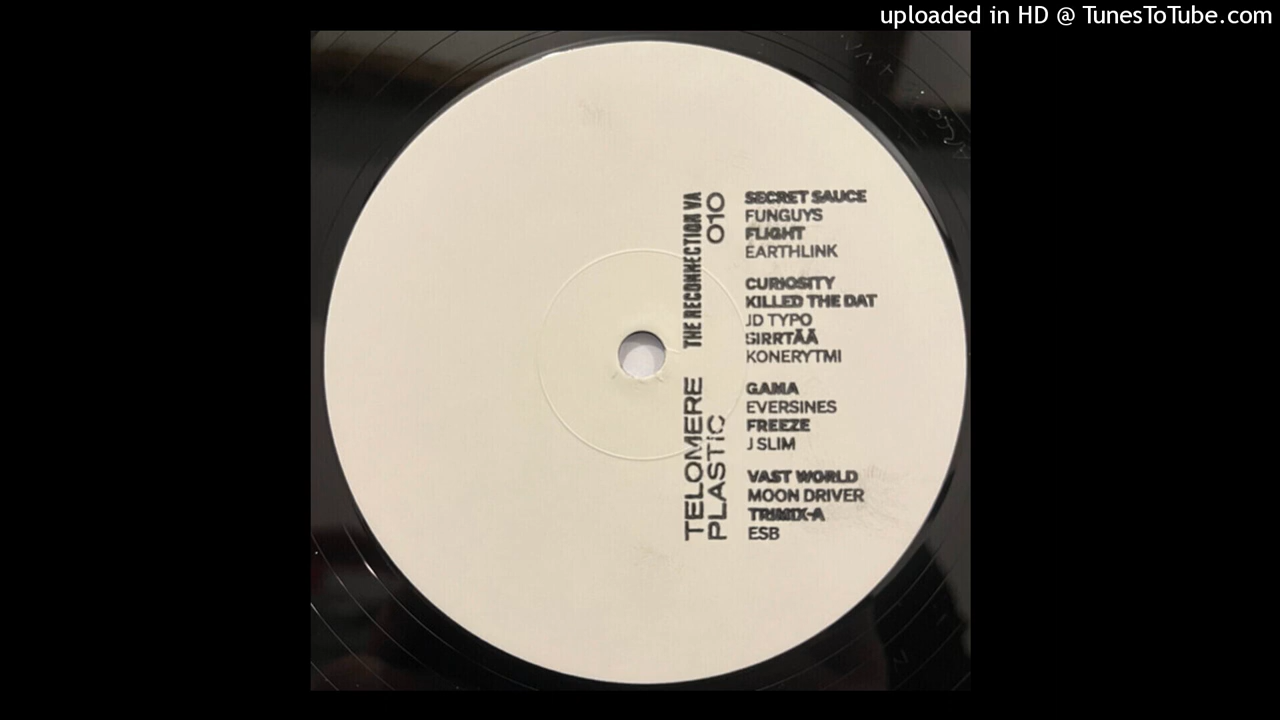 uploaded in HD @ TunesToTube.com
THE RECONNECTION VA
010
TELOMERE
PLASTIC
SECRET SAUCE
FUNGUYS
FLIGHT
EARTHLINK
CURIOSITY
KILLED THE DAT
JD TYPO
SIRRTÄÄ
KONERYTMI
GAMA
EVERSINES
FREEZE
J SLIM
VAST WORLD
MOON DRIVER
TRIMIX-A
ESB